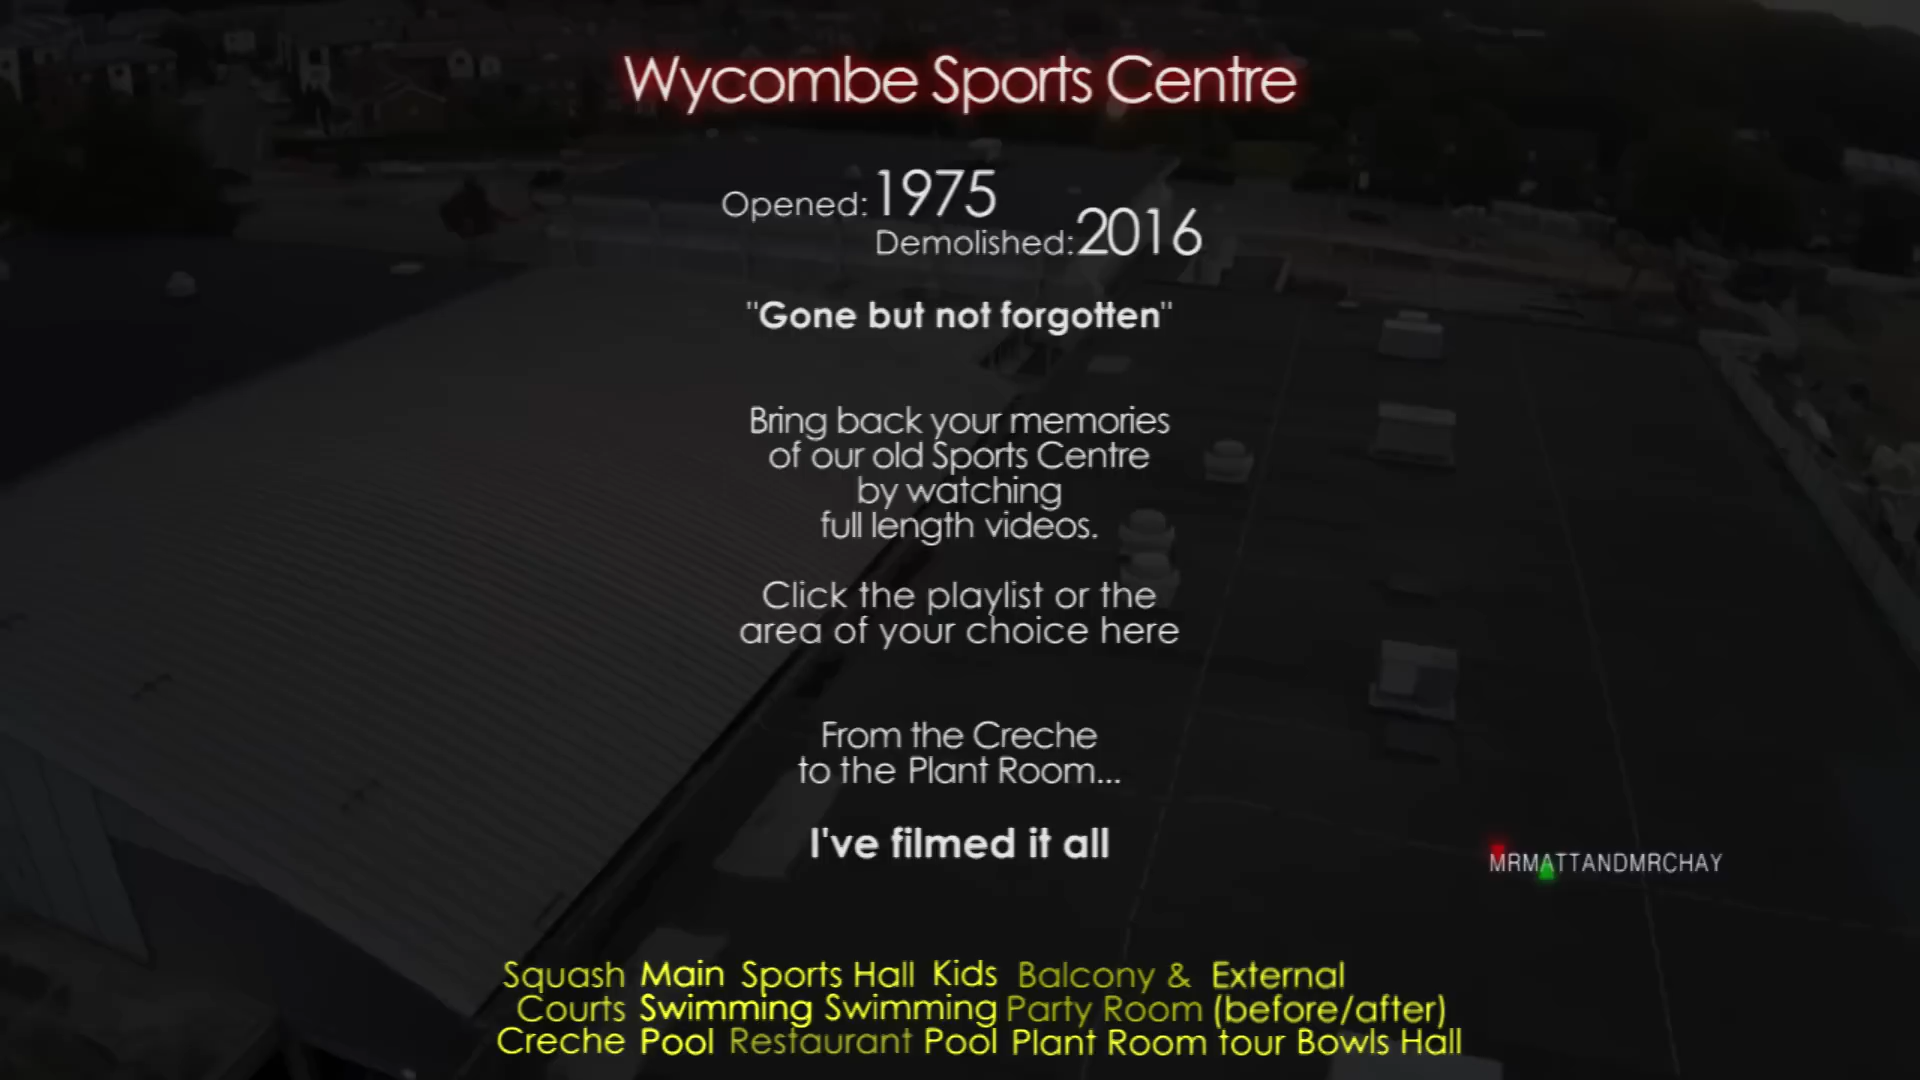 Wycombe Sports Centre
Opened: 1975
Demolished: 2016
"Gone but not forgotten"
Bring back your memories
of our old Sports Centre
by watching
full length videos.
Click the playlist or the
area of your choice here
From the Creche
to the Plant Room...
I've filmed it all
MRMATTANDMRCHAY
Squash Main Sports Hall Kids Balcony & External
Courts Swimming Swimming Party Room (before/after)
Creche Pool Restaurant Pool Plant Room tour Bowls Hall